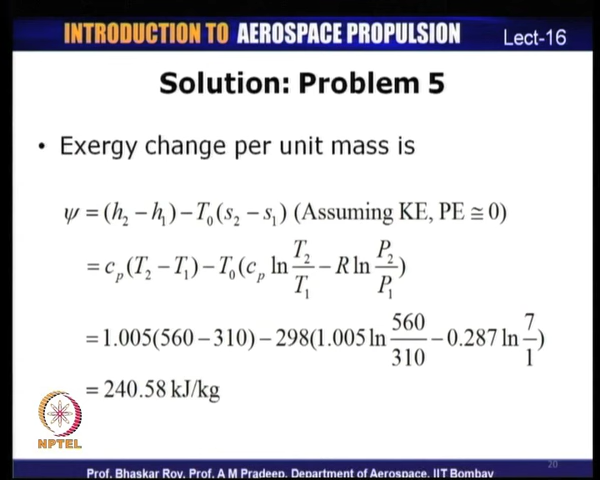 INTRODUCTION TO AEROSPACE PROPULSION Lect-16
Solution: Problem 5
• Exergy change per unit mass is
ψ = (h₂ − h₁) − T₀(s₂ − s₁) (Assuming KE, PE ≅ 0)
= cₚ(T₂ − T₁) − T₀(cₚ ln T₂/T₁ − R ln P₂/P₁)
= 1.005(560 − 310) − 298(1.005 ln 560/310 − 0.287 ln 7/1)
= 240.58 kJ/kg
NPTEL
20
Prof. Bhaskar Roy, Prof. A M Pradeep, Department of Aerospace, IIT Bombay